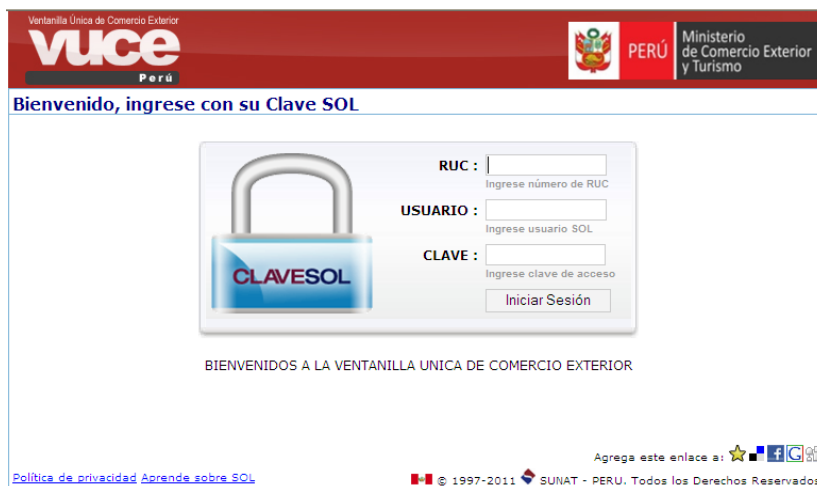 Ventanilla Única de Comercio Exterior
vuce
Perú
PERÚ
Ministerio
de Comercio Exterior
y Turismo
Bienvenido, ingrese con su Clave SOL
RUC :
Ingrese número de RUC
USUARIO :
Ingrese usuario SOL
CLAVE :
Ingrese clave de acceso
CLAVESOL
Iniciar Sesión
BIENVENIDOS A LA VENTANILLA UNICA DE COMERCIO EXTERIOR
Agrega este enlace a:
Política de privacidad Aprende sobre SOL
© 1997-2011 SUNAT - PERU. Todos los Derechos Reservados